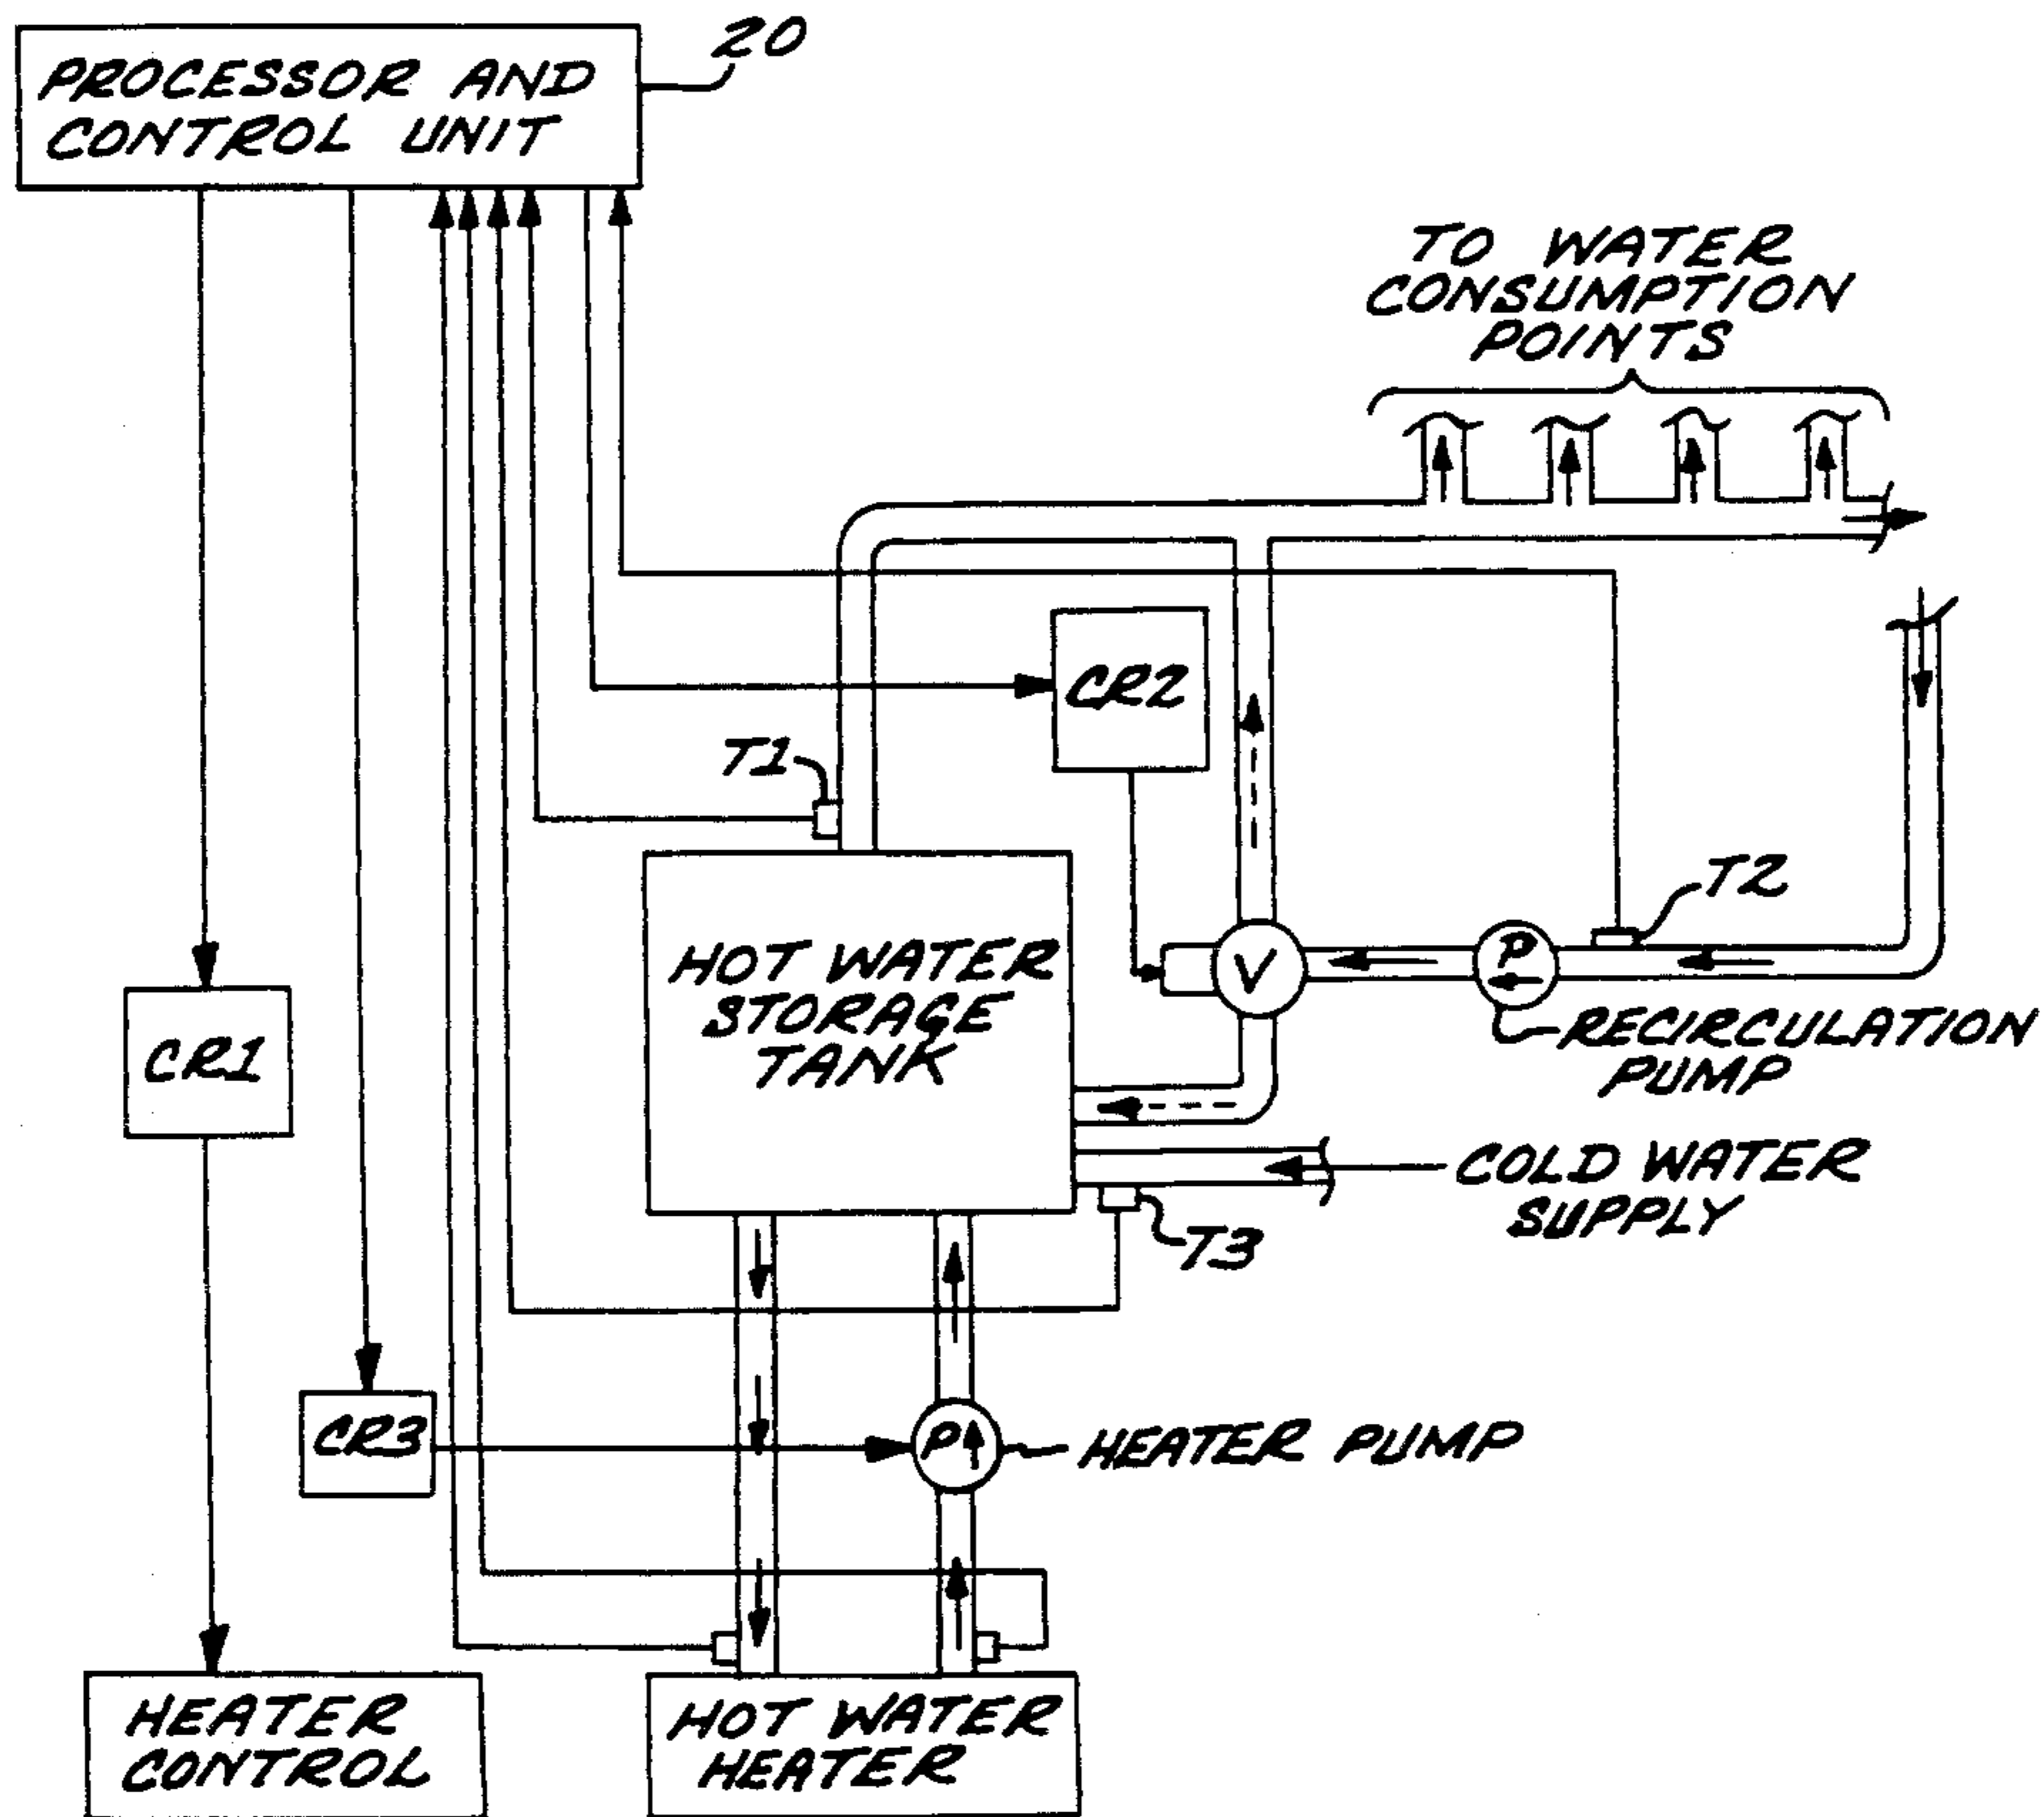 PROCESSOR AND
CONTROL UNIT
20
TO WATER
CONSUMPTION
POINTS
CR2
T1
T2
HOT WATER
STORAGE
TANK
V
P
RECIRCULATION
PUMP
CR1
COLD WATER
SUPPLY
T3
CR3
P
HEATER PUMP
HEATER
CONTROL
HOT WATER
HEATER